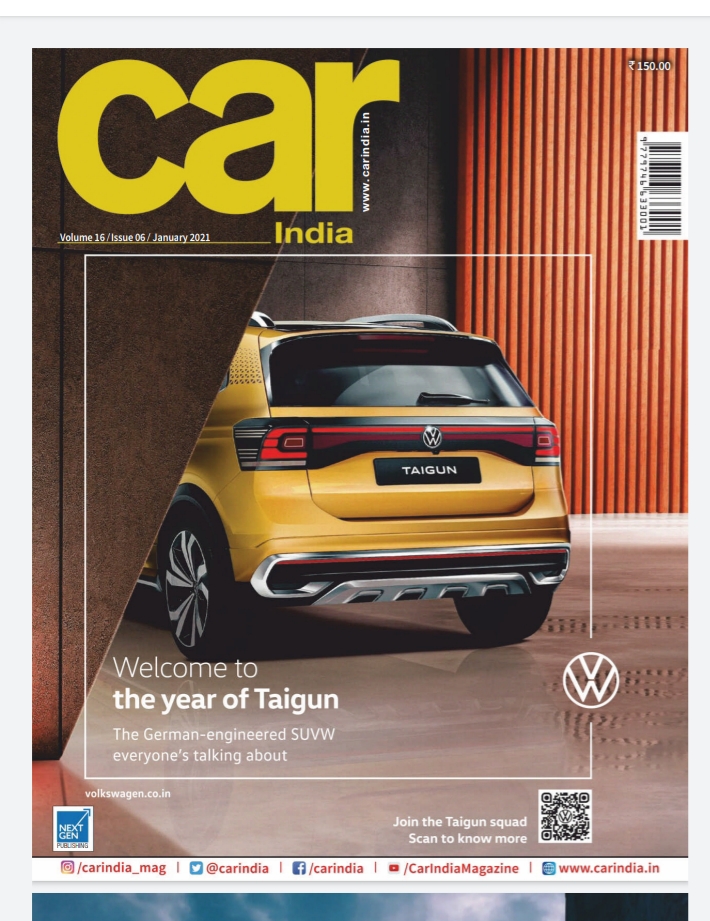 ₹ 150.00
car
www.carindia.in
India
Volume 16 / Issue 06 / January 2021
TAIGUN
Welcome to
the year of Taigun
The German-engineered SUVW
everyone's talking about
volkswagen.co.in
NEXT
GEN
PUBLISHING
Join the Taigun squad
Scan to know more
/carindia_mag | @carindia | /carindia | /CarIndiaMagazine | www.carindia.in